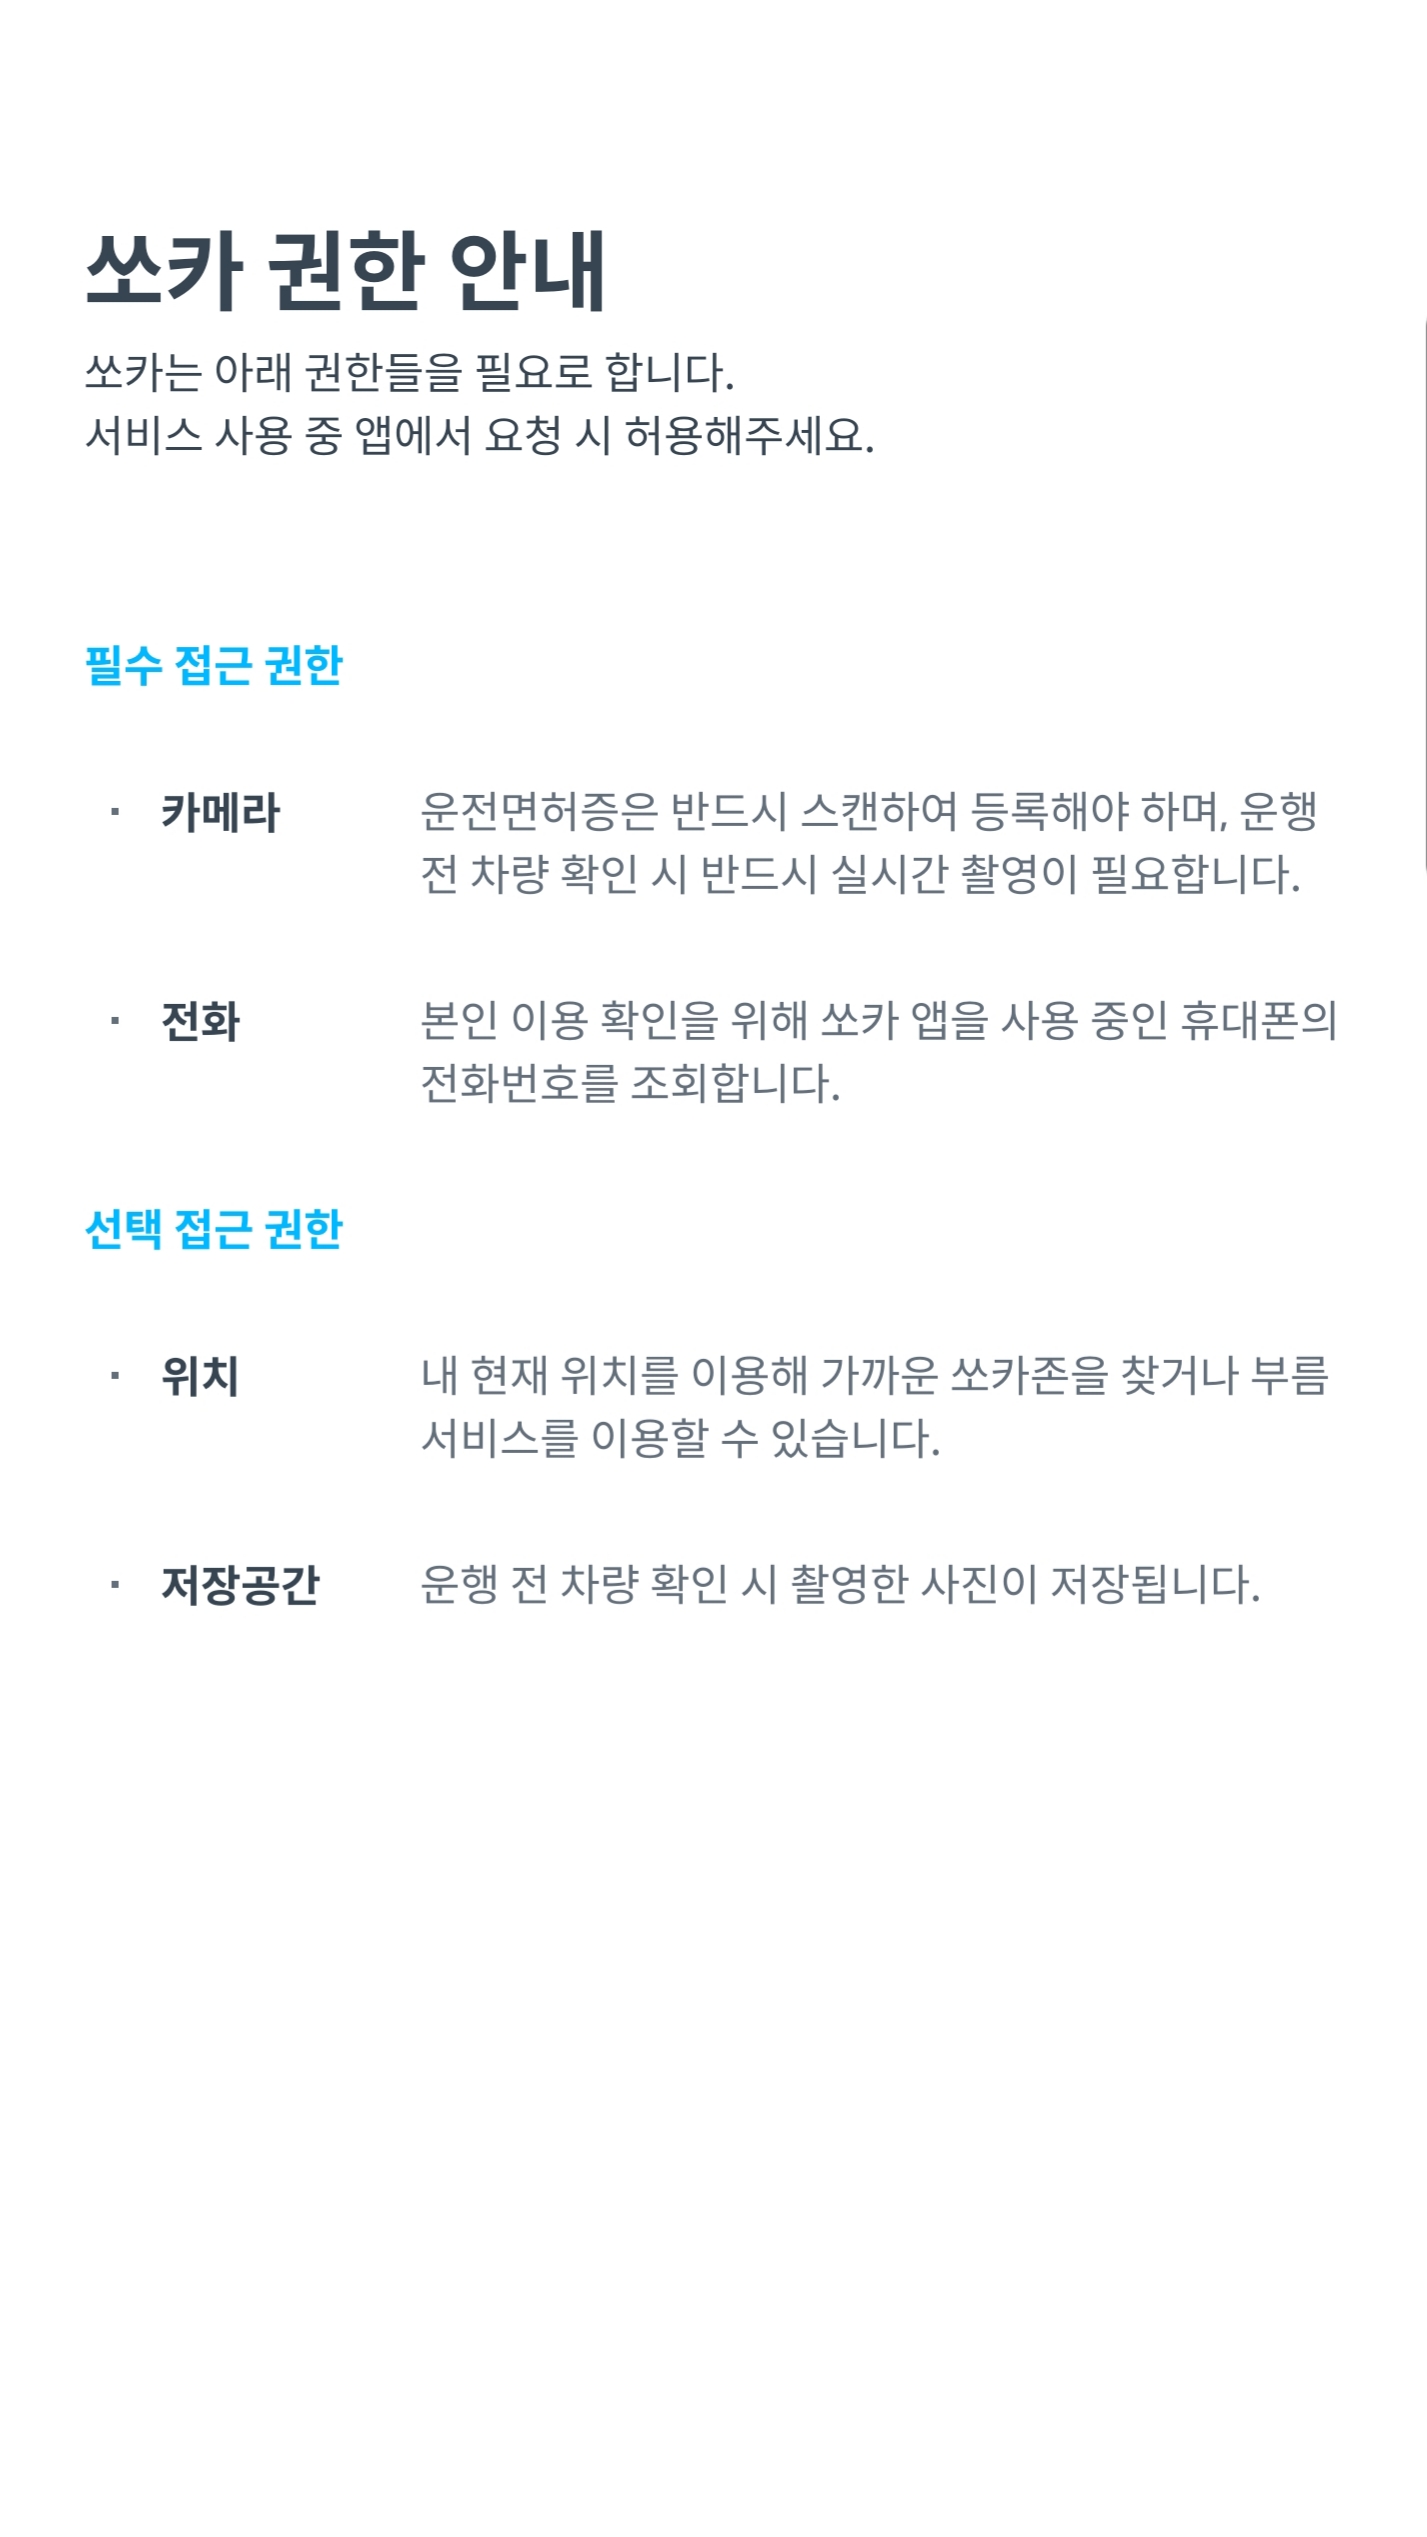 쏘카 권한 안내
쏘카는 아래 권한들을 필요로 합니다.
서비스 사용 중 앱에서 요청 시 허용해주세요.
필수 접근 권한
· 카메라 운전면허증은 반드시 스캔하여 등록해야 하며, 운행
전 차량 확인 시 반드시 실시간 촬영이 필요합니다.
· 전화 본인 이용 확인을 위해 쏘카 앱을 사용 중인 휴대폰의
전화번호를 조회합니다.
선택 접근 권한
· 위치 내 현재 위치를 이용해 가까운 쏘카존을 찾거나 부름
서비스를 이용할 수 있습니다.
· 저장공간 운행 전 차량 확인 시 촬영한 사진이 저장됩니다.